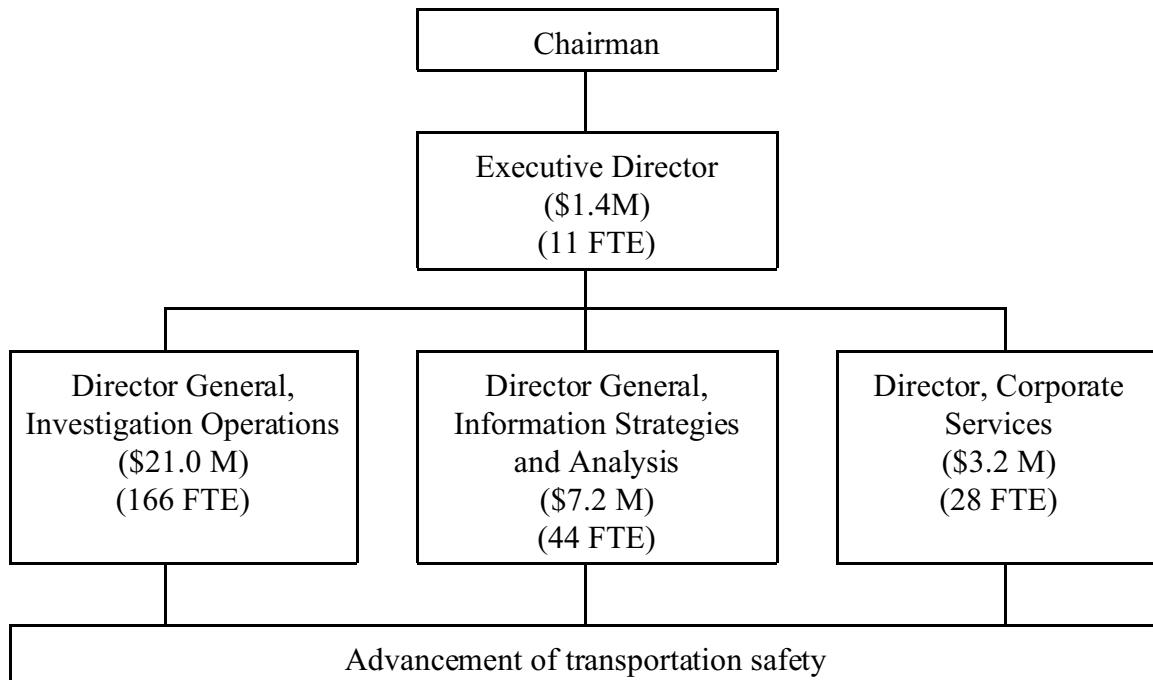 Chairman
Executive Director
($1.4M)
(11 FTE)
Director General,
Investigation Operations
($21.0 M)
(166 FTE)
Director General,
Information Strategies
and Analysis
($7.2 M)
(44 FTE)
Director, Corporate
Services
($3.2 M)
(28 FTE)
Advancement of transportation safety